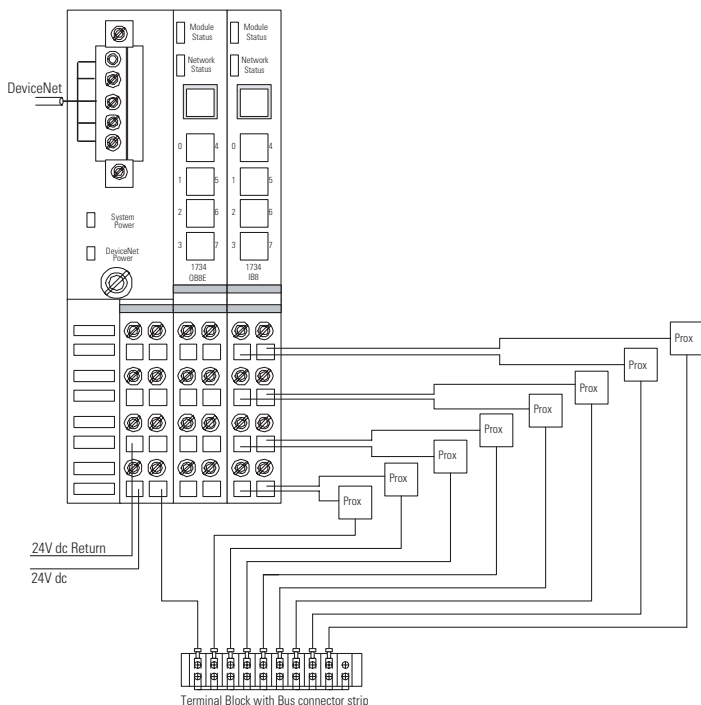 DeviceNet
Module Status
Module Status
Network Status
Network Status
0 4 0 4
1 5 1 5
2 6 2 6
3 7 3 7
System Power
DeviceNet Power
1734 OB8E
1734 IB8
Prox
Prox
Prox
Prox
Prox
Prox
Prox
Prox
24V dc Return
24V dc
Terminal Block with Bus connector strip